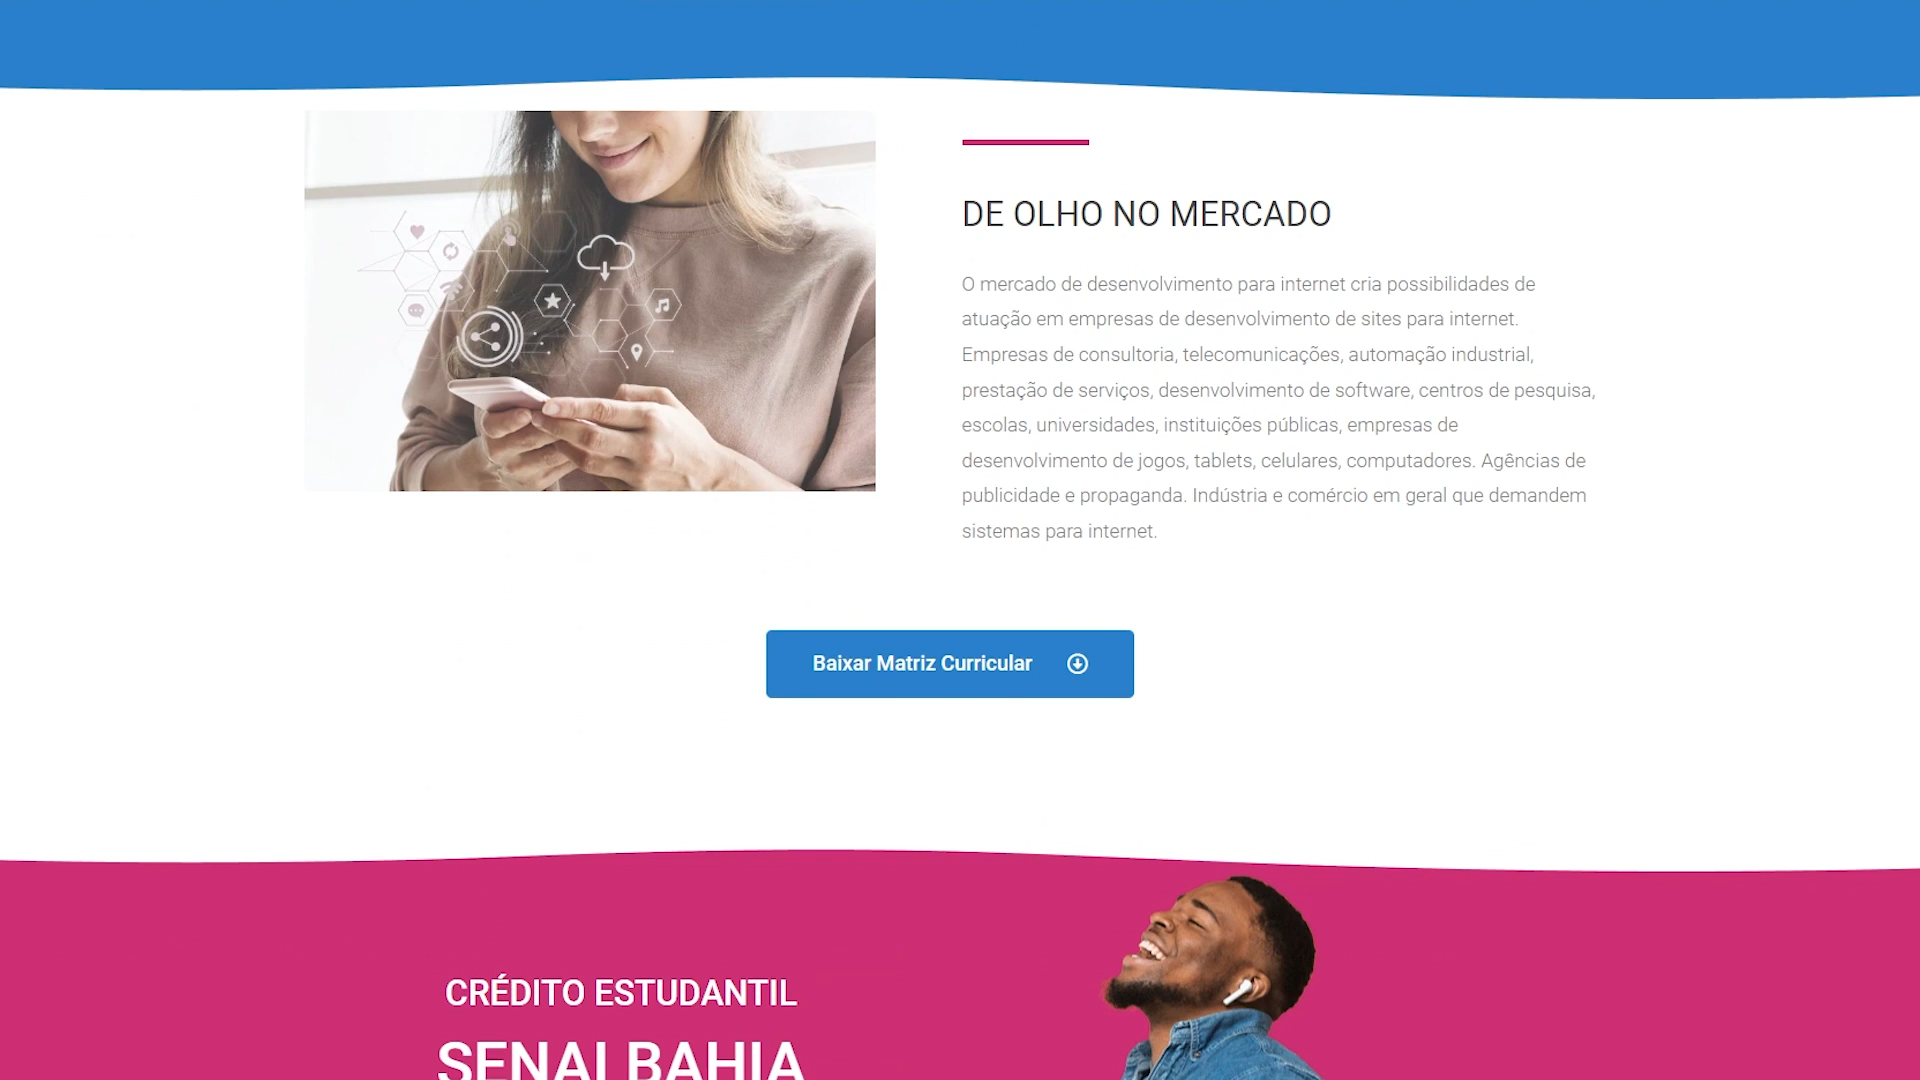 DE OLHO NO MERCADO
O mercado de desenvolvimento para internet cria possibilidades de
atuação em empresas de desenvolvimento de sites para internet.
Empresas de consultoria, telecomunicações, automação industrial,
prestação de serviços, desenvolvimento de software, centros de pesquisa,
escolas, universidades, instituições públicas, empresas de
desenvolvimento de jogos, tablets, celulares, computadores. Agências de
publicidade e propaganda. Indústria e comércio em geral que demandem
sistemas para internet.
Baixar Matriz Curricular
CRÉDITO ESTUDANTIL
SENAI BAHIA